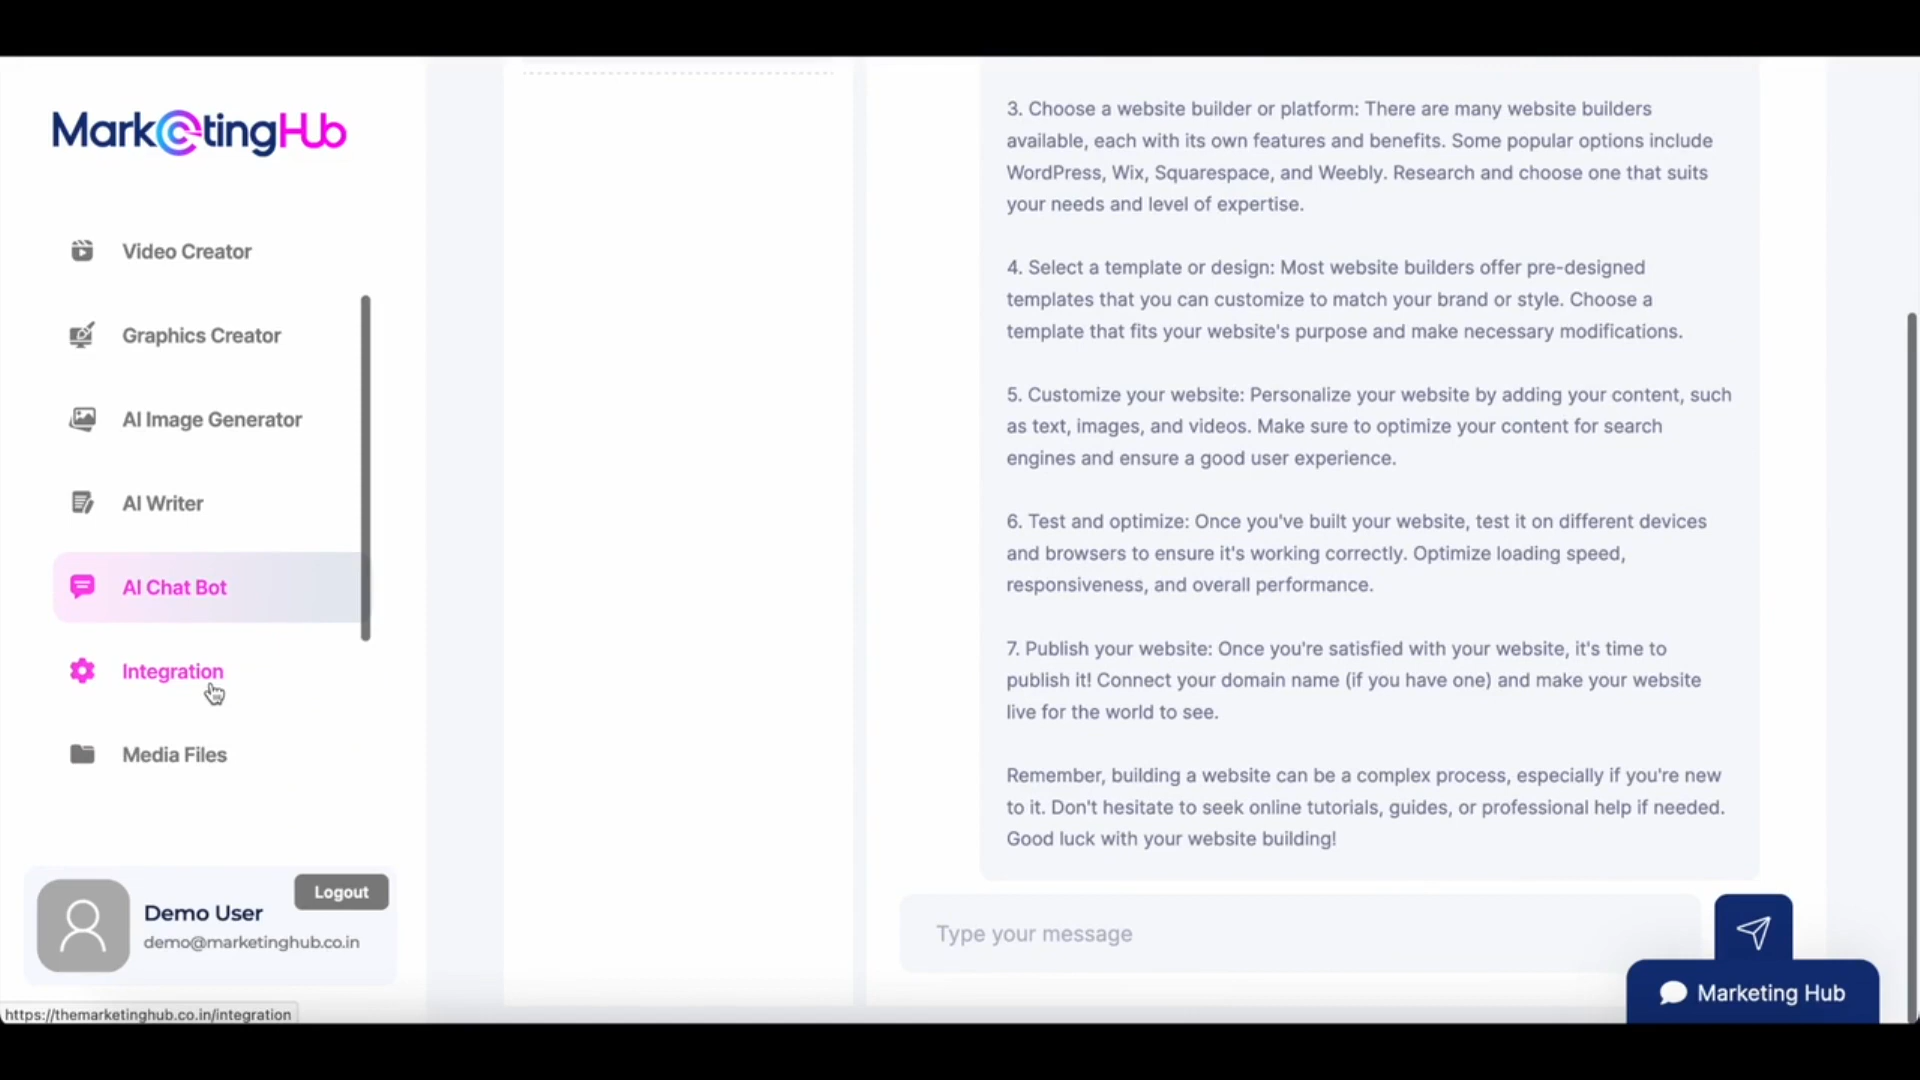 Mark@tingHub
Video Creator
Graphics Creator
AI Image Generator
AI Writer
AI Chat Bot
Integration
Media Files
Logout
Demo User
demo@marketinghub.co.in
https://themarketinghub.co.in/integration
3. Choose a website builder or platform: There are many website builders
available, each with its own features and benefits. Some popular options include
WordPress, Wix, Squarespace, and Weebly. Research and choose one that suits
your needs and level of expertise.
4. Select a template or design: Most website builders offer pre-designed
templates that you can customize to match your brand or style. Choose a
template that fits your website's purpose and make necessary modifications.
5. Customize your website: Personalize your website by adding your content, such
as text, images, and videos. Make sure to optimize your content for search
engines and ensure a good user experience.
6. Test and optimize: Once you've built your website, test it on different devices
and browsers to ensure it's working correctly. Optimize loading speed,
responsiveness, and overall performance.
7. Publish your website: Once you're satisfied with your website, it's time to
publish it! Connect your domain name (if you have one) and make your website
live for the world to see.
Remember, building a website can be a complex process, especially if you're new
to it. Don't hesitate to seek online tutorials, guides, or professional help if needed.
Good luck with your website building!
Type your message
Marketing Hub